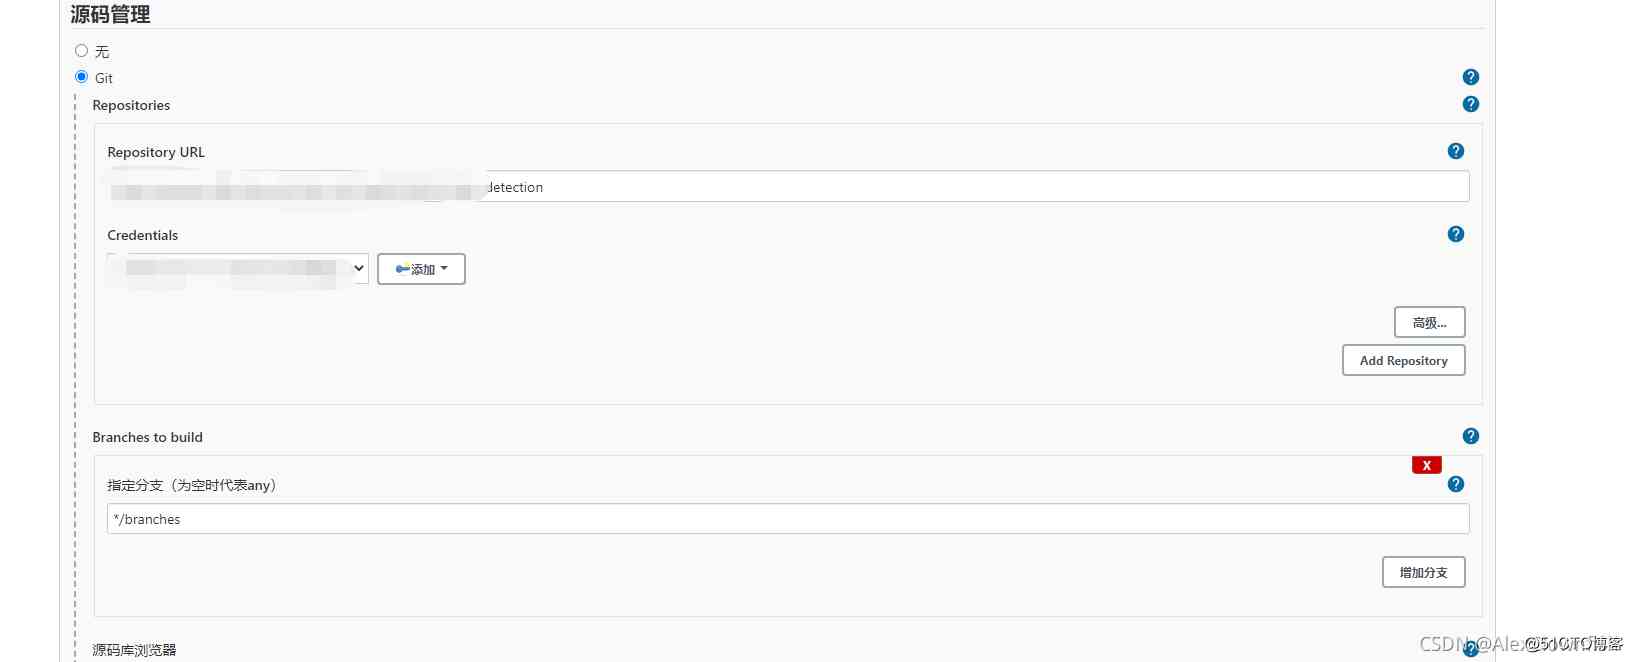 源码管理
无
Git
Repositories
Repository URL
detection
Credentials
添加
高级...
Add Repository
Branches to build
X
指定分支（为空时代表any）
*/branches
增加分支
源码库浏览器
CSDN @Alex
@51CTO博客